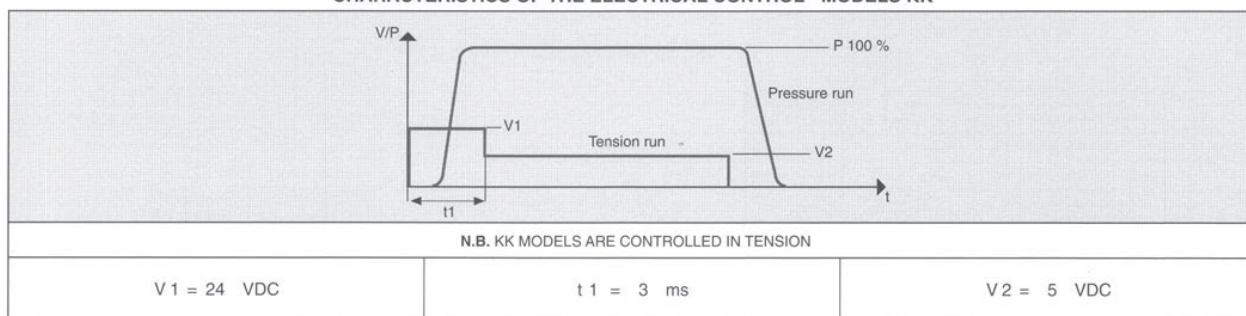 V/P
P 100 %
Pressure run
V1
Tension run
V2
t1
t
N.B. KK MODELS ARE CONTROLLED IN TENSION
V 1 = 24 VDC
t 1 = 3 ms
V 2 = 5 VDC